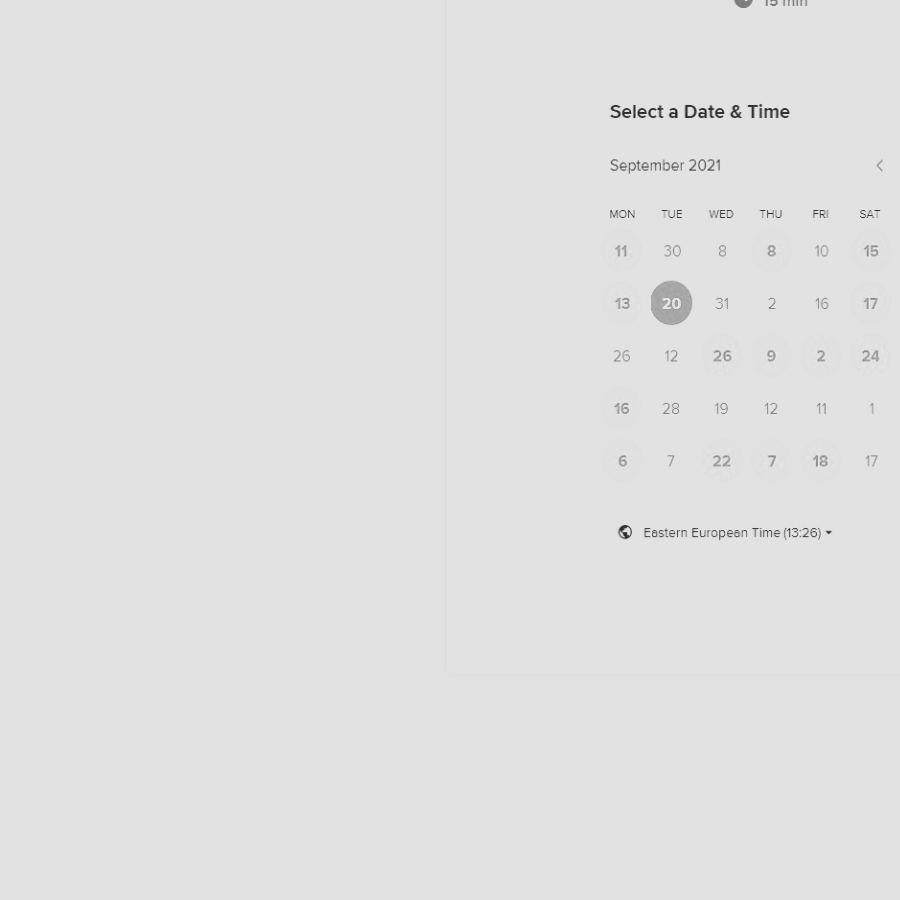 15 min
Select a Date & Time
September 2021
MON TUE WED THU FRI SAT
11 30 8 8 10 15
13 20 31 2 16 17
26 12 26 9 2 24
16 28 19 12 11 1
6 7 22 7 18 17
Eastern European Time (13:26)